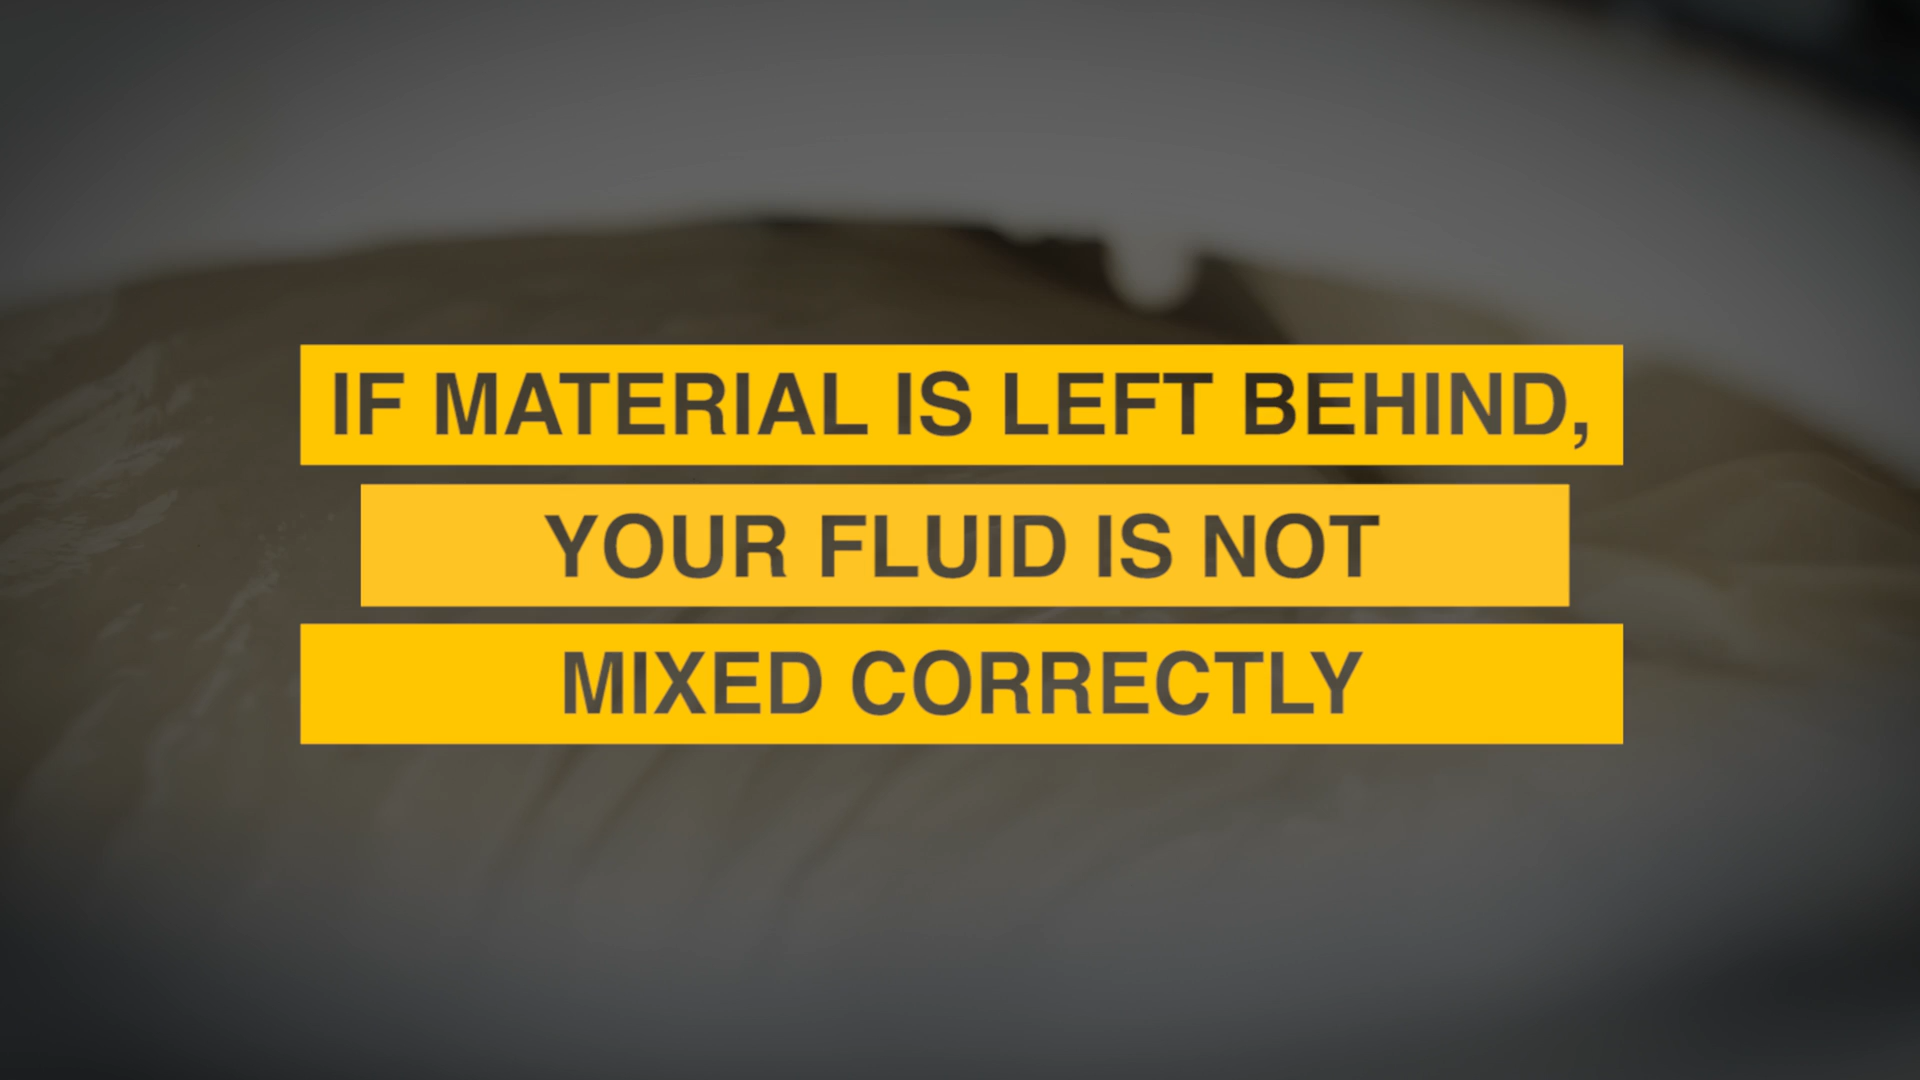 IF MATERIAL IS LEFT BEHIND,
YOUR FLUID IS NOT
MIXED CORRECTLY